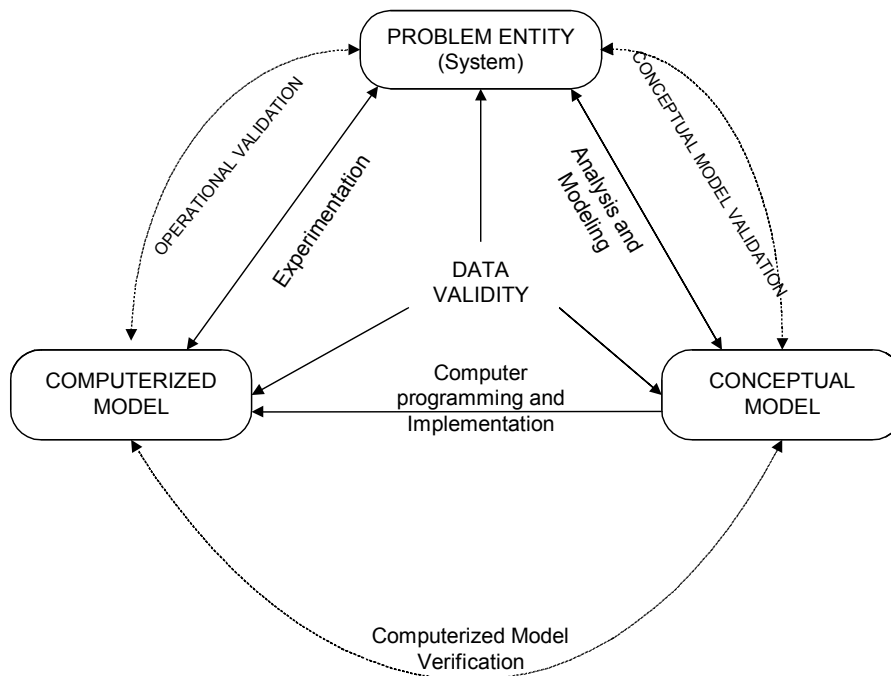 PROBLEM ENTITY
(System)
OPERATIONAL VALIDATION
Experimentation
Analysis and
Modeling
CONCEPTUAL MODEL VALIDATION
DATA
VALIDITY
COMPUTERIZED
MODEL
Computer
programming and
Implementation
CONCEPTUAL
MODEL
Computerized Model
Verification